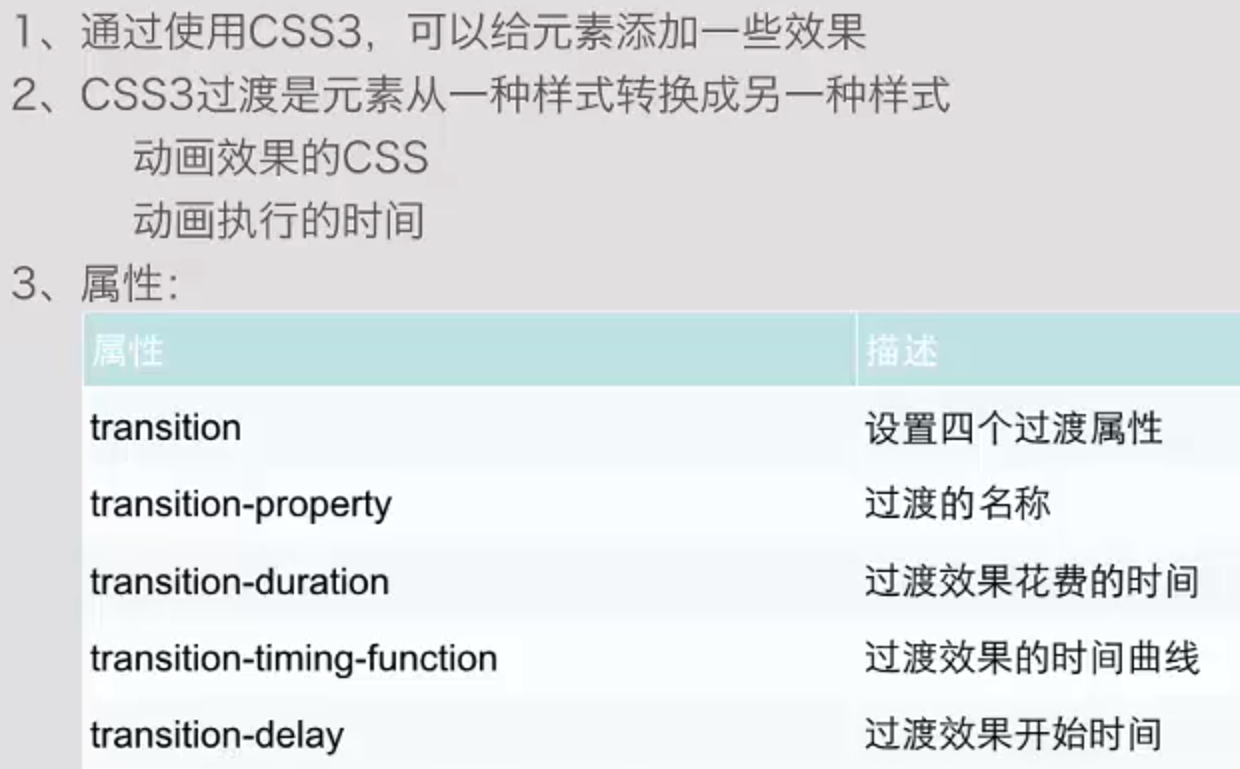 1、通过使用CSS3，可以给元素添加一些效果
2、CSS3过渡是元素从一种样式转换成另一种样式
动画效果的CSS
动画执行的时间
3、属性：
属性 描述
transition 设置四个过渡属性
transition-property 过渡的名称
transition-duration 过渡效果花费的时间
transition-timing-function 过渡效果的时间曲线
transition-delay 过渡效果开始时间